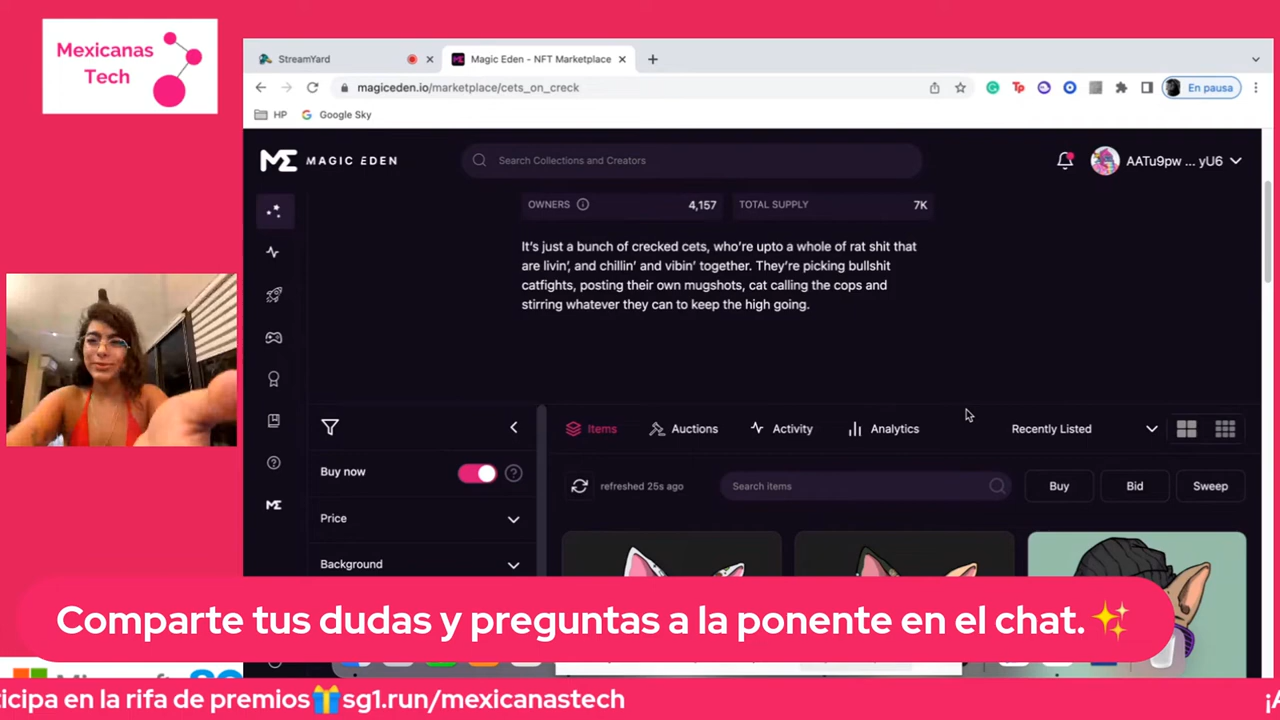 Mexicanas
Tech
StreamYard
Magic Eden - NFT Marketplace
magiceden.io/marketplace/cets_on_creck
En pausa
HP
Google Sky
MAGIC EDEN
Search Collections and Creators
AATu9pw ... yU6
OWNERS
4,157
TOTAL SUPPLY
7K
It's just a bunch of crecked cets, who're upto a whole of rat shit that
are livin', and chillin' and vibin' together. They're picking bullshit
catfights, posting their own mugshots, cat calling the cops and
stirring whatever they can to keep the high going.
Items
Auctions
Activity
Analytics
Recently Listed
Buy now
refreshed 25s ago
Search items
Buy
Bid
Sweep
Price
Background
Comparte tus dudas y preguntas a la ponente en el chat.✨
ticipa en la rifa de premios🎁sg1.run/mexicanastech